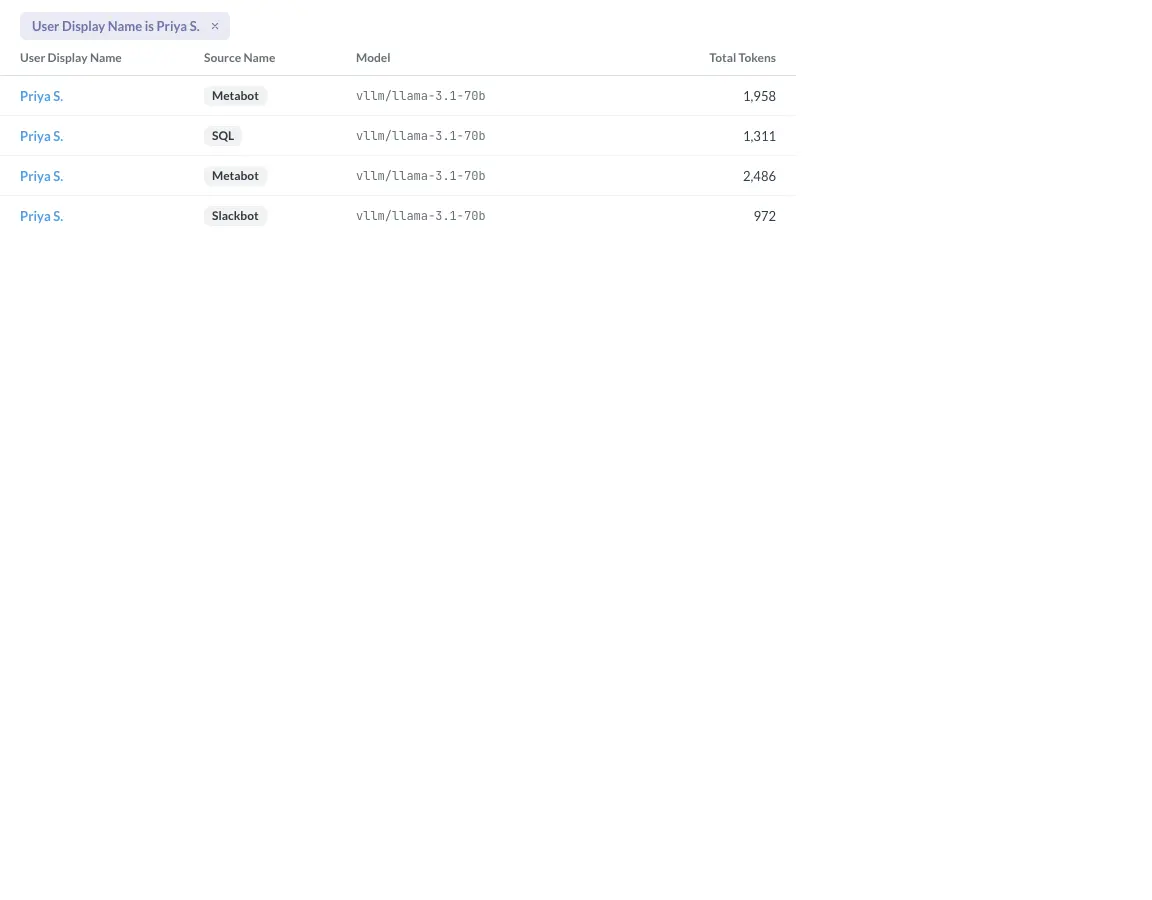 User Display Name is Priya S. ×
User Display Name Source Name Model Total Tokens
Priya S. Metabot vllm/llama-3.1-70b 1,958
Priya S. SQL vllm/llama-3.1-70b 1,311
Priya S. Metabot vllm/llama-3.1-70b 2,486
Priya S. Slackbot vllm/llama-3.1-70b 972